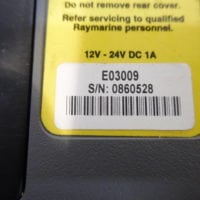 Do not remove rear cover.
Refer servicing to qualified
Raymarine personnel.
12V - 24V DC 1A
E03009
S/N: 0860528